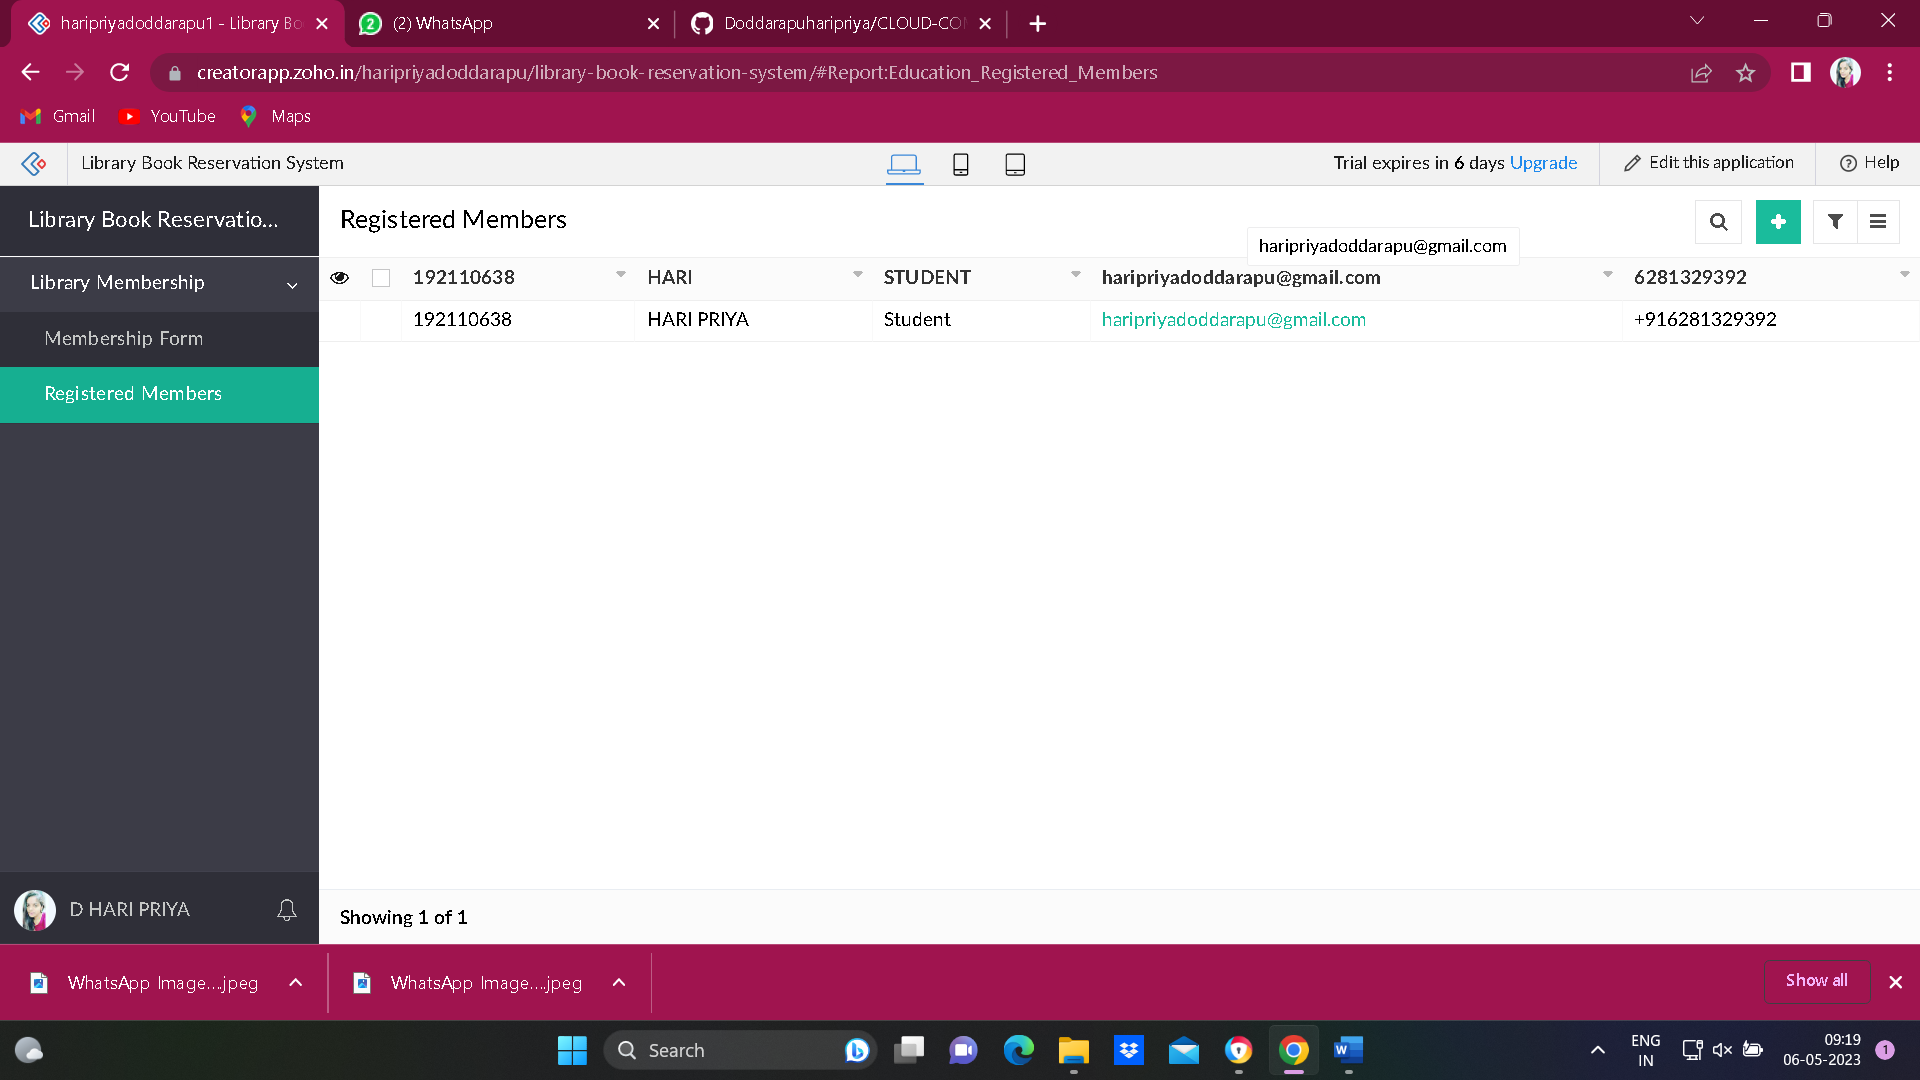 haripriyadoddarapu1 - Library Bo
(2) WhatsApp
Doddarapuharipriya/CLOUD-CO
creatorapp.zoho.in/haripriyadoddarapu/library-book-reservation-system/#Report:Education_Registered_Members
Gmail YouTube Maps
Library Book Reservation System
Trial expires in 6 days Upgrade
Edit this application
Help
Library Book Reservatio...
Registered Members
haripriyadoddarapu@gmail.com
Library Membership
192110638 HARI STUDENT haripriyadoddarapu@gmail.com 6281329392
192110638 HARI PRIYA Student haripriyadoddarapu@gmail.com +916281329392
Membership Form
Registered Members
D HARI PRIYA
Showing 1 of 1
WhatsApp Image....jpeg
WhatsApp Image....jpeg
Show all
Search
ENG
IN
09:19
06-05-2023
1